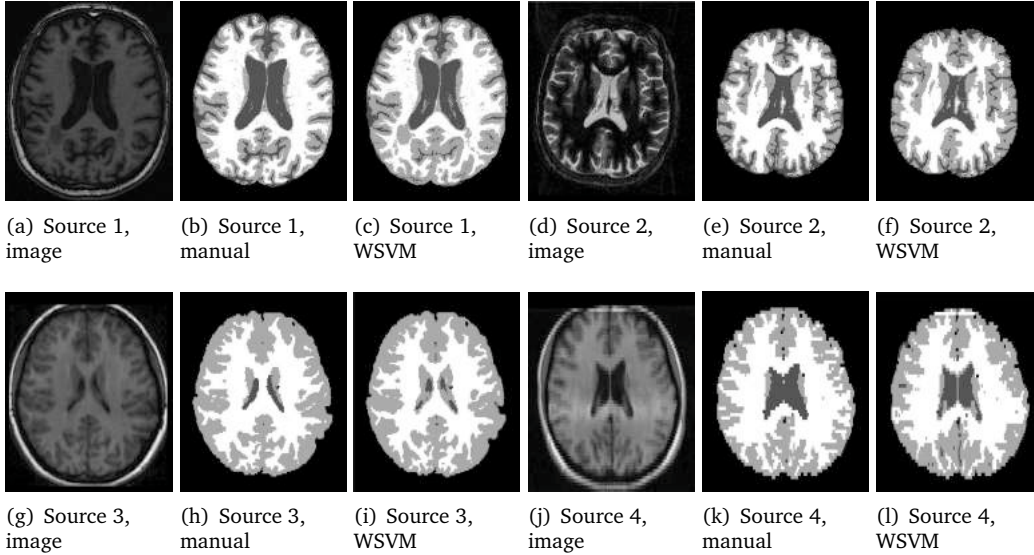 (a) Source 1, image
(b) Source 1, manual
(c) Source 1, WSVM
(d) Source 2, image
(e) Source 2, manual
(f) Source 2, WSVM
(g) Source 3, image
(h) Source 3, manual
(i) Source 3, WSVM
(j) Source 4, image
(k) Source 4, manual
(l) Source 4, WSVM